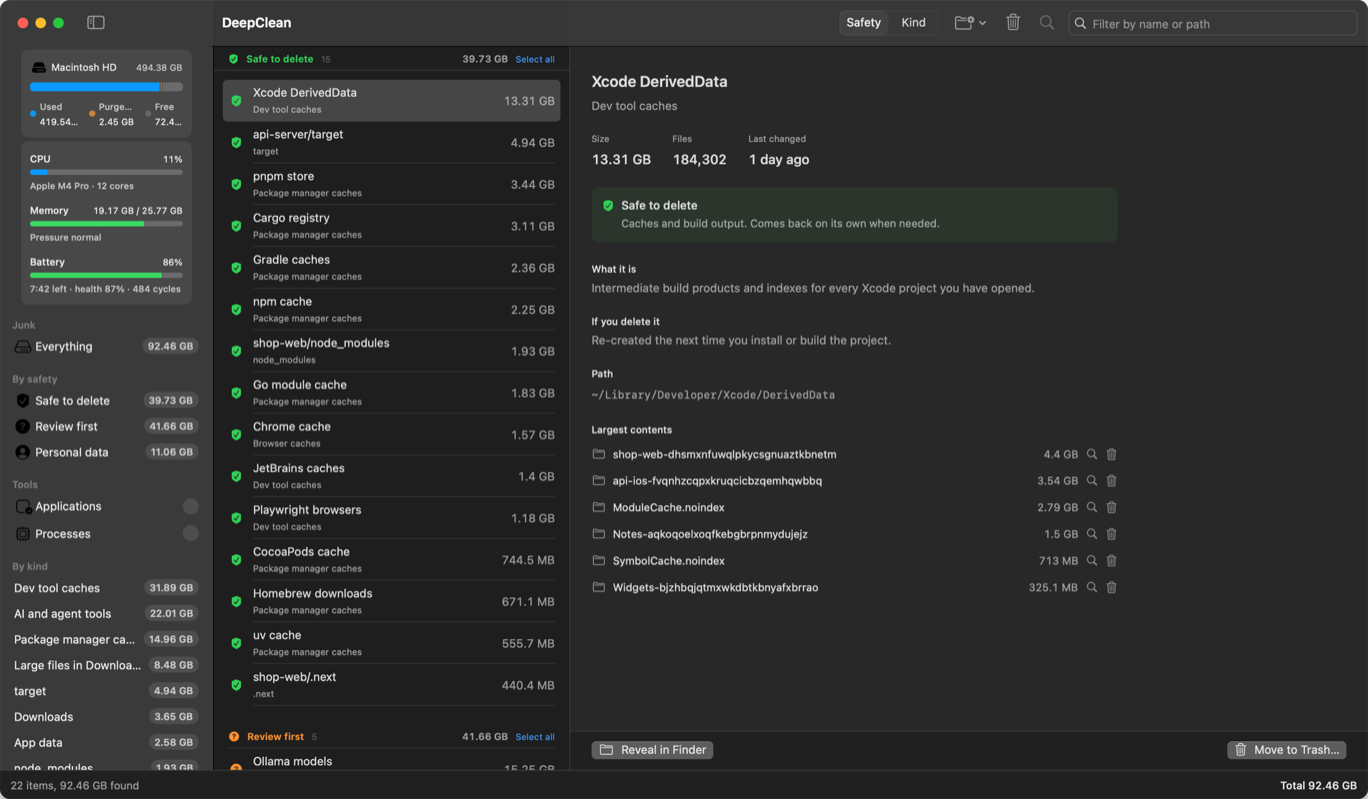 DeepClean
Safety
Kind
Filter by name or path
Macintosh HD 494.38 GB
Used Purge... Free
419.54... 2.45 GB 72.4...
CPU 11%
Apple M4 Pro · 12 cores
Memory 19.17 GB / 25.77 GB
Pressure normal
Battery 86%
7:42 left · health 87% · 484 cycles
Junk
Everything 92.46 GB
By safety
Safe to delete 39.73 GB
Review first 41.66 GB
Personal data 11.06 GB
Tools
Applications
Processes
By kind
Dev tool caches 31.89 GB
AI and agent tools 22.01 GB
Package manager ca... 14.96 GB
Large files in Downloa... 8.48 GB
target 4.94 GB
Downloads 3.65 GB
App data 2.58 GB
node_modules 1.93 GB
Safe to delete 15 39.73 GB Select all
Xcode DerivedData 13.31 GB
Dev tool caches
api-server/target 4.94 GB
target
pnpm store 3.44 GB
Package manager caches
Cargo registry 3.11 GB
Package manager caches
Gradle caches 2.36 GB
Package manager caches
npm cache 2.25 GB
Package manager caches
shop-web/node_modules 1.93 GB
node_modules
Go module cache 1.83 GB
Package manager caches
Chrome cache 1.57 GB
Browser caches
JetBrains caches 1.4 GB
Dev tool caches
Playwright browsers 1.18 GB
Dev tool caches
CocoaPods cache 744.5 MB
Package manager caches
Homebrew downloads 671.1 MB
Package manager caches
uv cache 555.7 MB
Package manager caches
shop-web/.next 440.4 MB
.next
Review first 5 41.66 GB Select all
Ollama models 15.25 GB
Xcode DerivedData
Dev tool caches
Size Files Last changed
13.31 GB 184,302 1 day ago
Safe to delete
Caches and build output. Comes back on its own when needed.
What it is
Intermediate build products and indexes for every Xcode project you have opened.
If you delete it
Re-created the next time you install or build the project.
Path
~/Library/Developer/Xcode/DerivedData
Largest contents
shop-web-dhsmxnfuwqlpkycsgnuaztkbnetm 4.4 GB
api-ios-fvqnhzcqpxkruqcicbzqemhqwbbq 3.54 GB
ModuleCache.noindex 2.79 GB
Notes-aqkoqoelxoqfkebgbrpnmydujejz 1.5 GB
SymbolCache.noindex 713 MB
Widgets-bjzhbqjqtmxwkdbtkbnyafxbrrao 325.1 MB
Reveal in Finder
Move to Trash...
22 items, 92.46 GB found
Total 92.46 GB